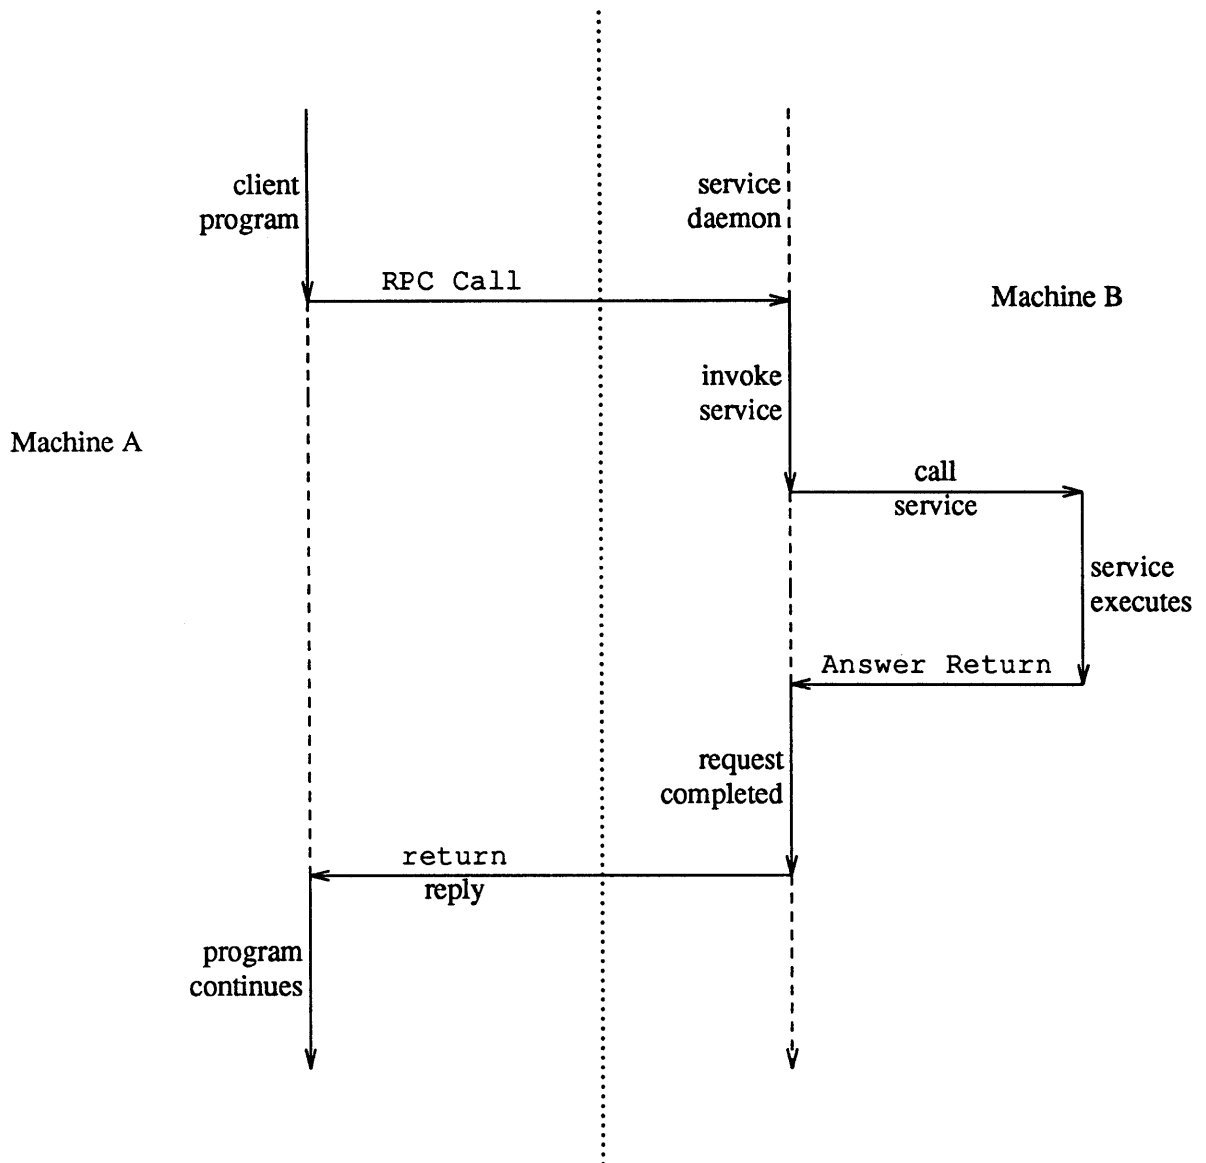 client
program
service
daemon
RPC Call
Machine B
invoke
service
Machine A
call
service
service
executes
Answer Return
request
completed
return
reply
program
continues